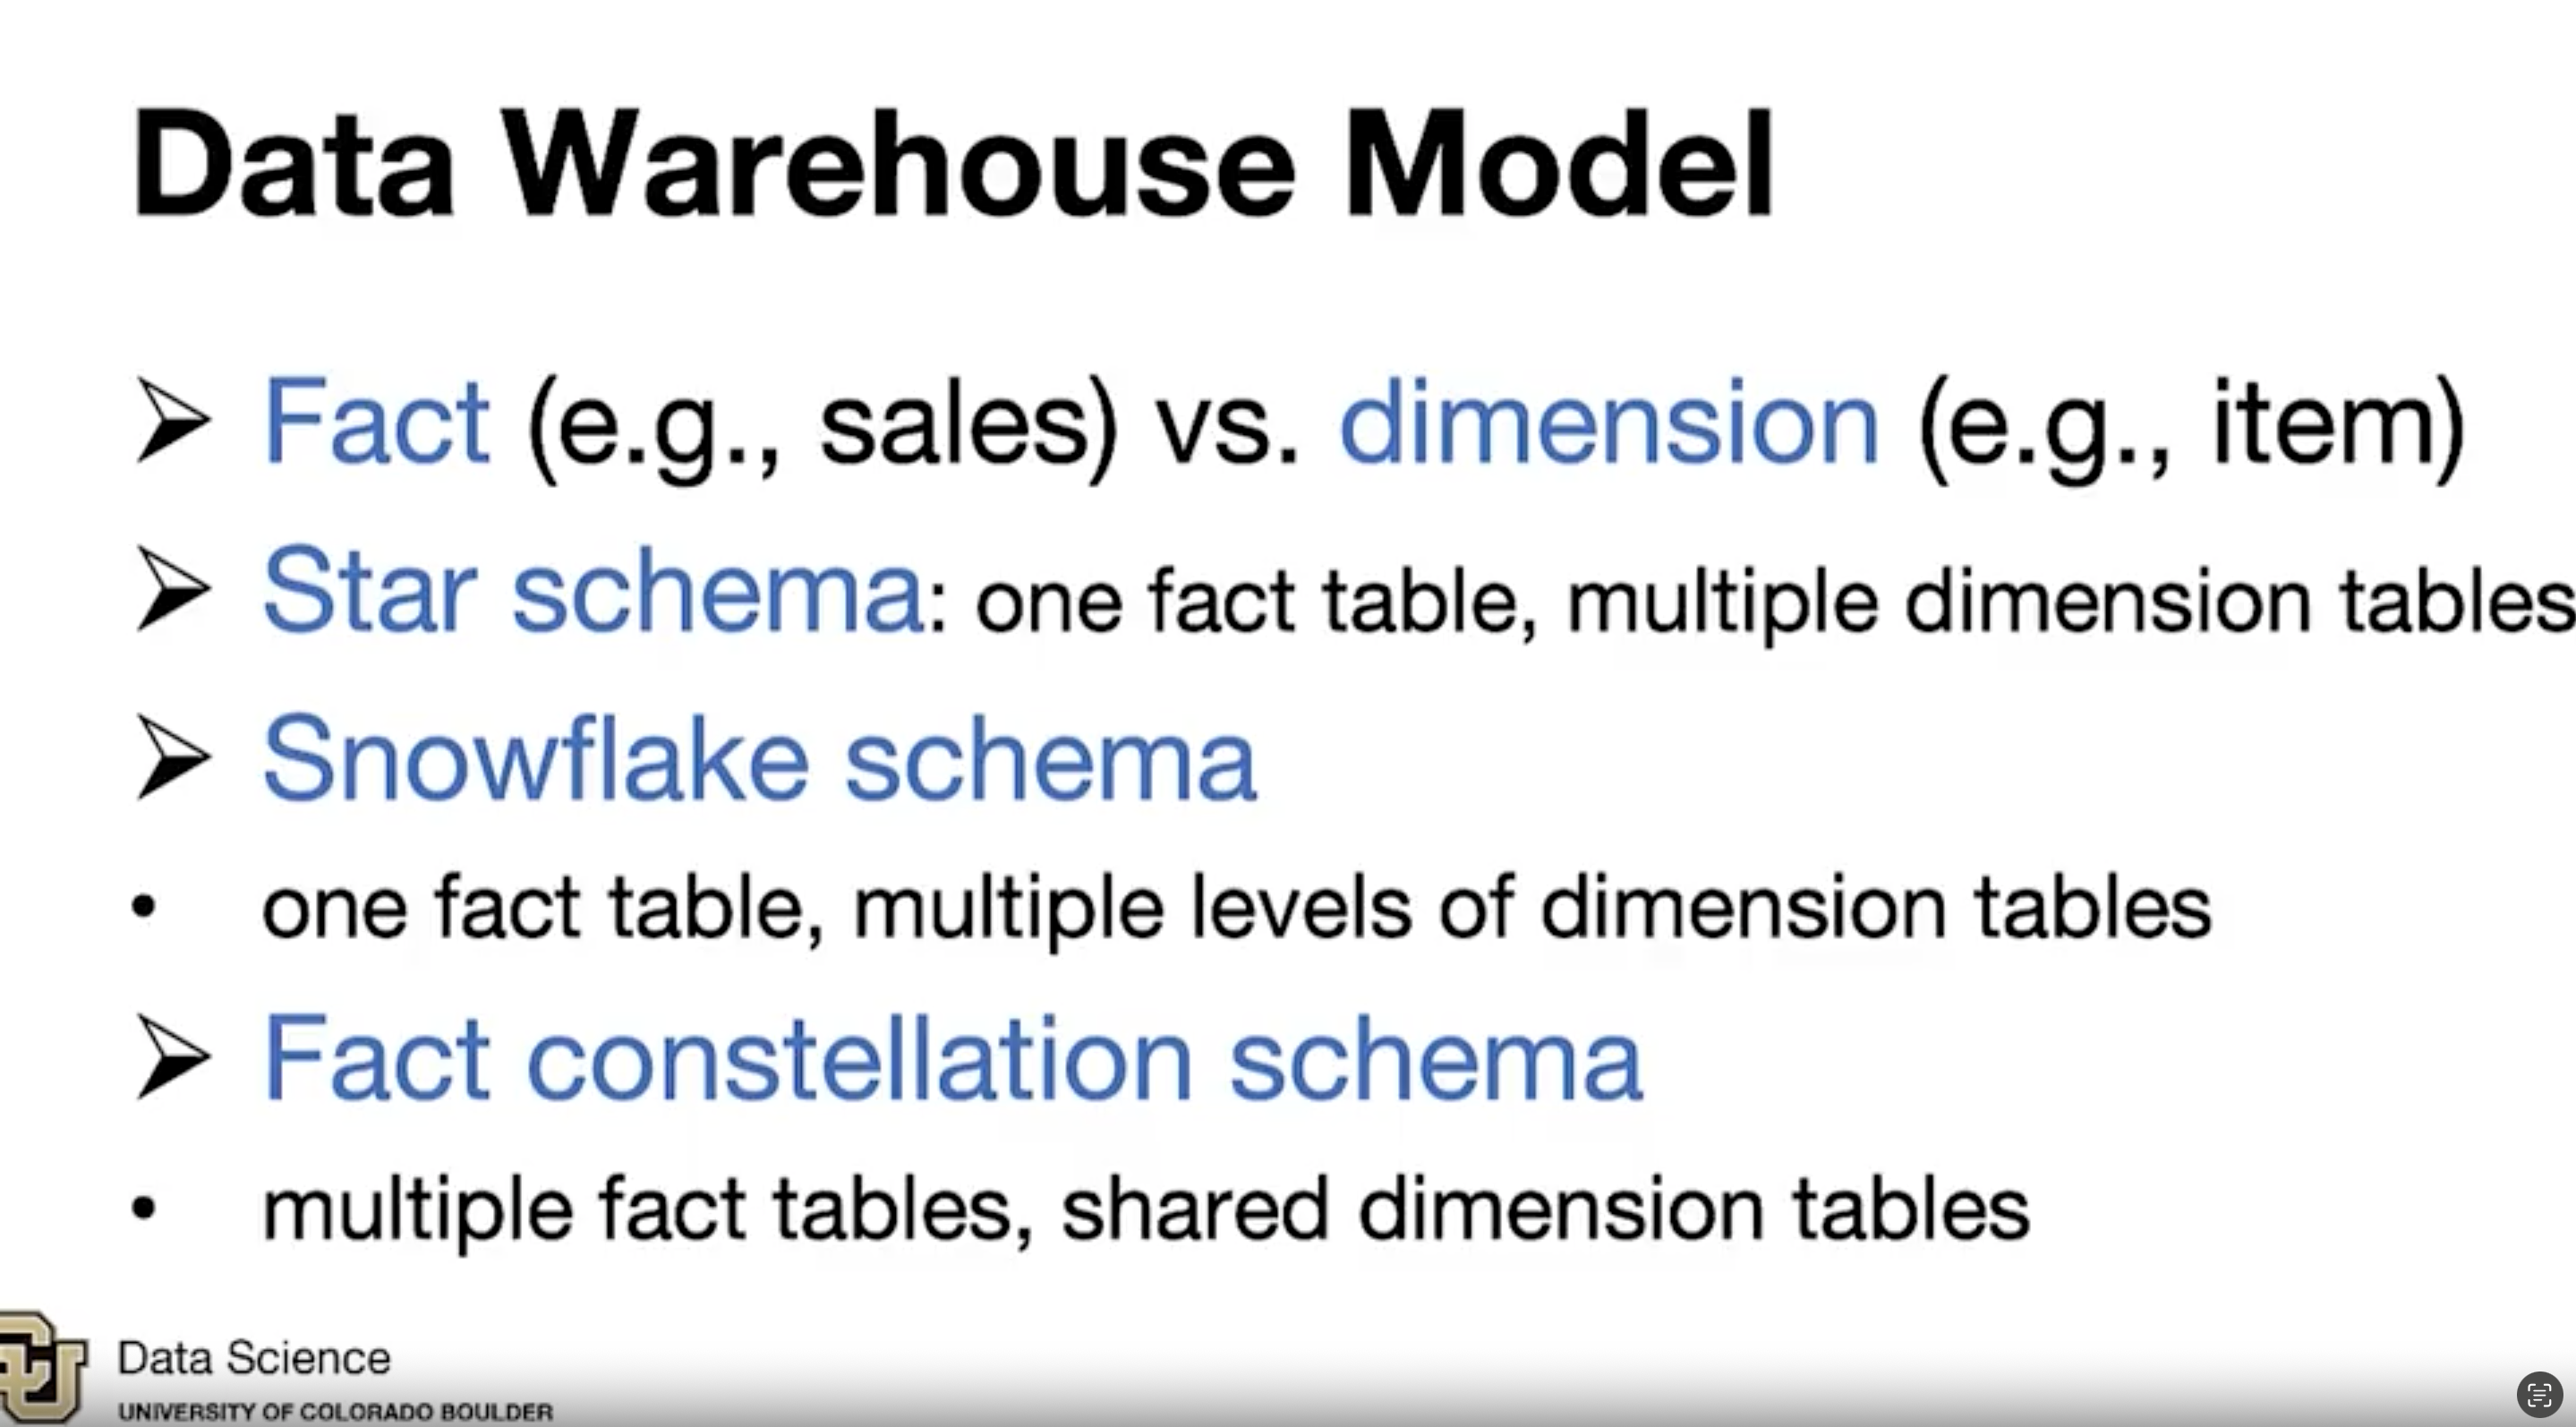 Data Warehouse Model
➢ Fact (e.g., sales) vs. dimension (e.g., item)
➢ Star schema: one fact table, multiple dimension tables
➢ Snowflake schema
• one fact table, multiple levels of dimension tables
➢ Fact constellation schema
• multiple fact tables, shared dimension tables
CU
Data Science
UNIVERSITY OF COLORADO BOULDER